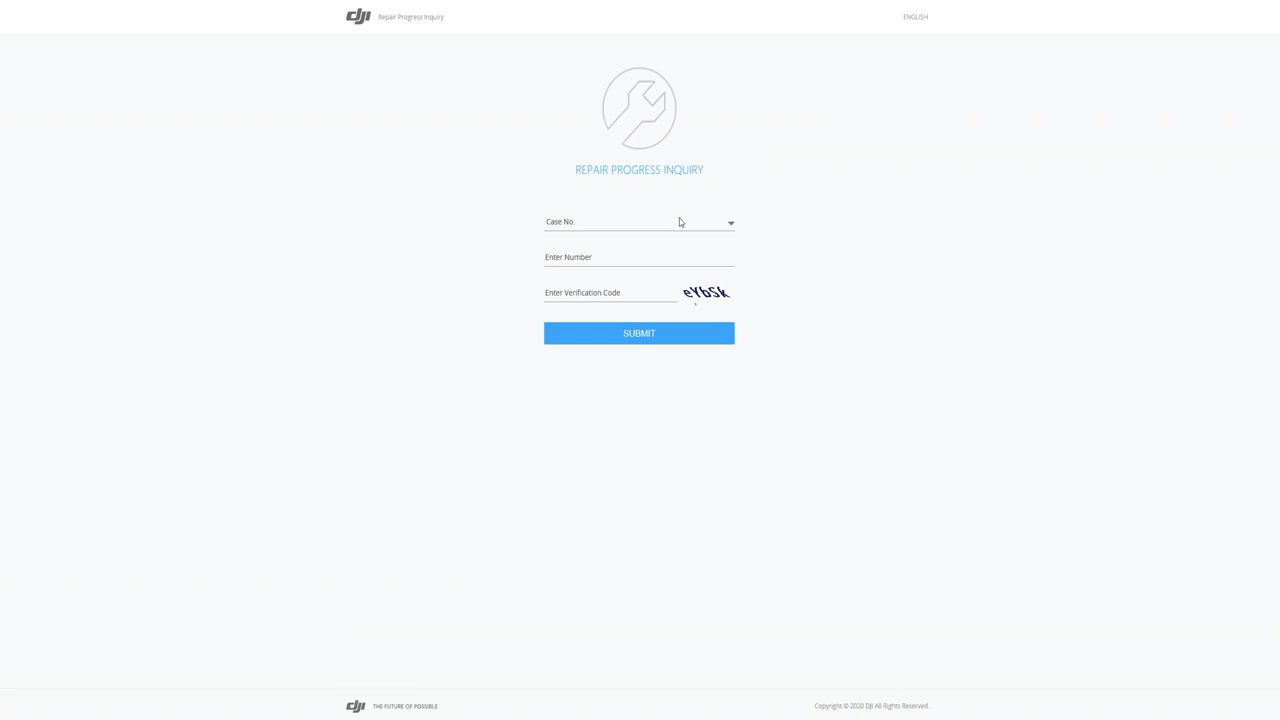 dji Repair Progress Inquiry
ENGLISH
REPAIR PROGRESS INQUIRY
Case No.
Enter Number
Enter Verification Code
eYbSk
SUBMIT
dji THE FUTURE OF POSSIBLE
Copyright © 2020 DJI All Rights Reserved.